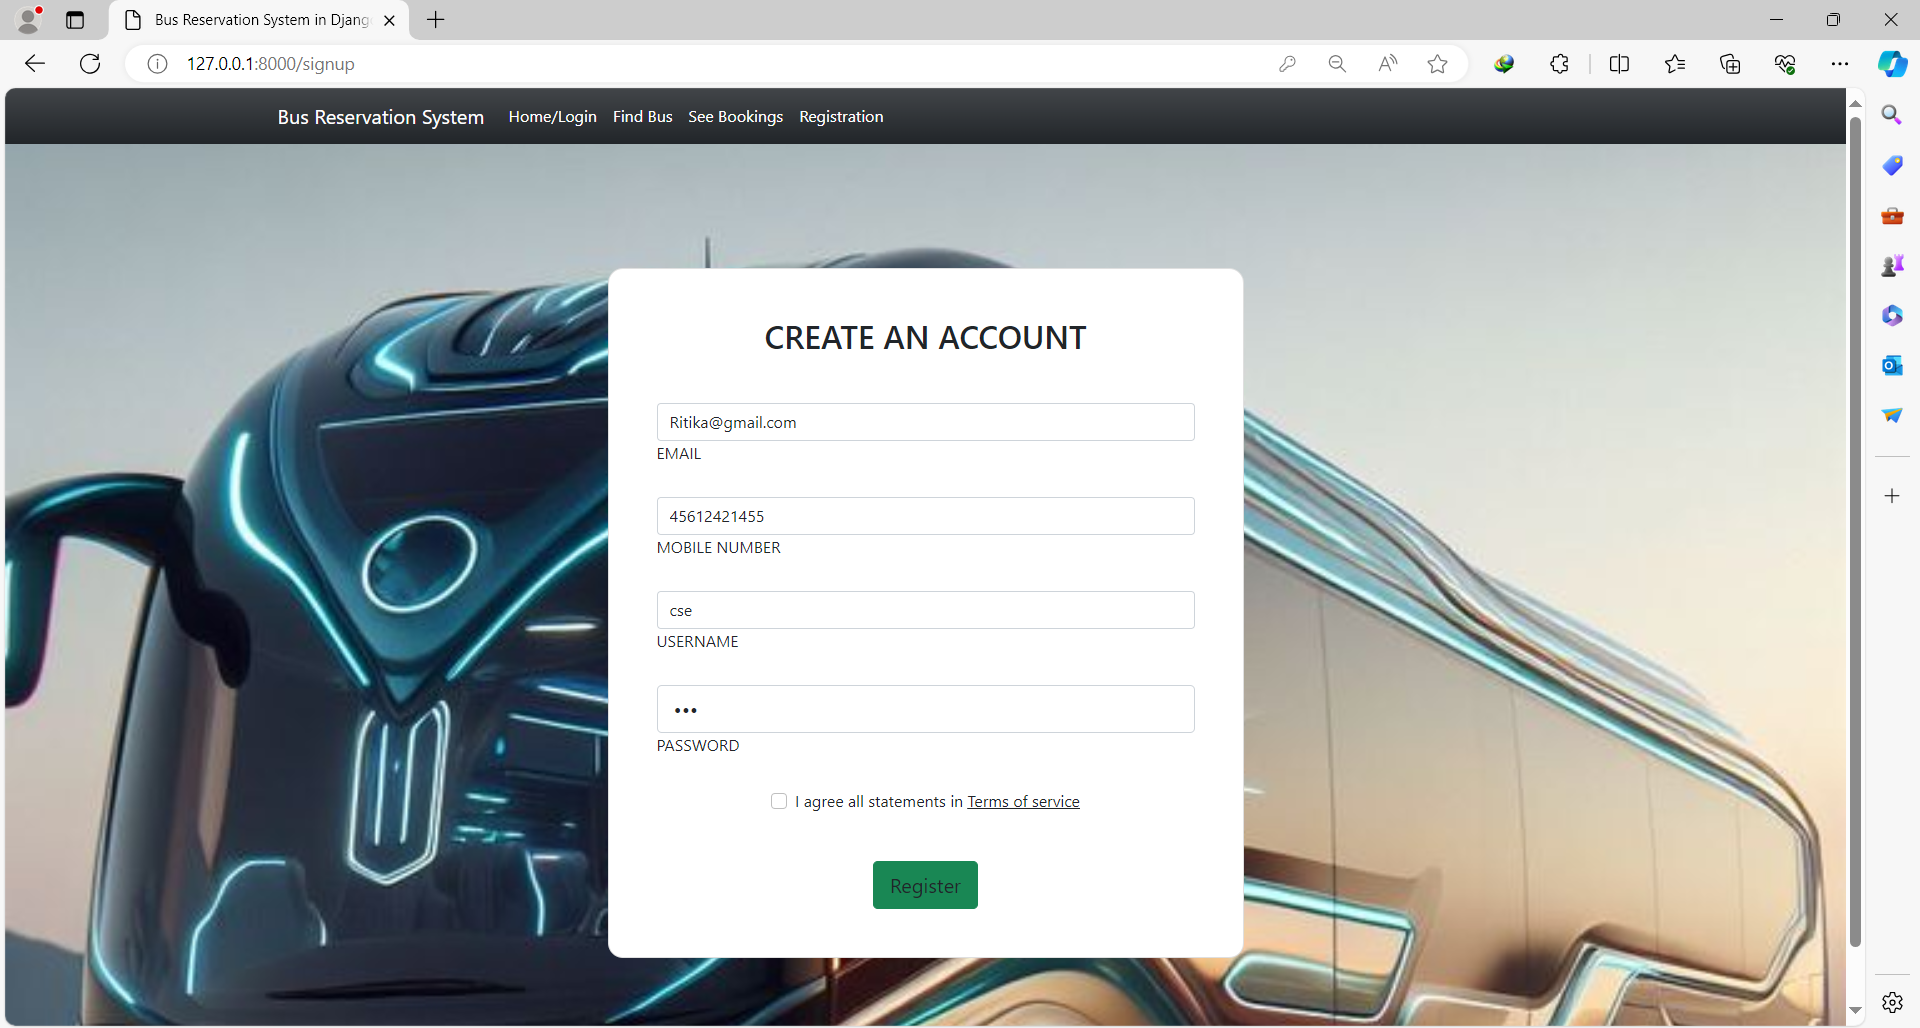 Bus Reservation System in Djang
127.0.0.1:8000/signup
Bus Reservation System Home/Login Find Bus See Bookings Registration
CREATE AN ACCOUNT
Ritika@gmail.com
EMAIL
45612421455
MOBILE NUMBER
cse
USERNAME
•••
PASSWORD
I agree all statements in Terms of service
Register